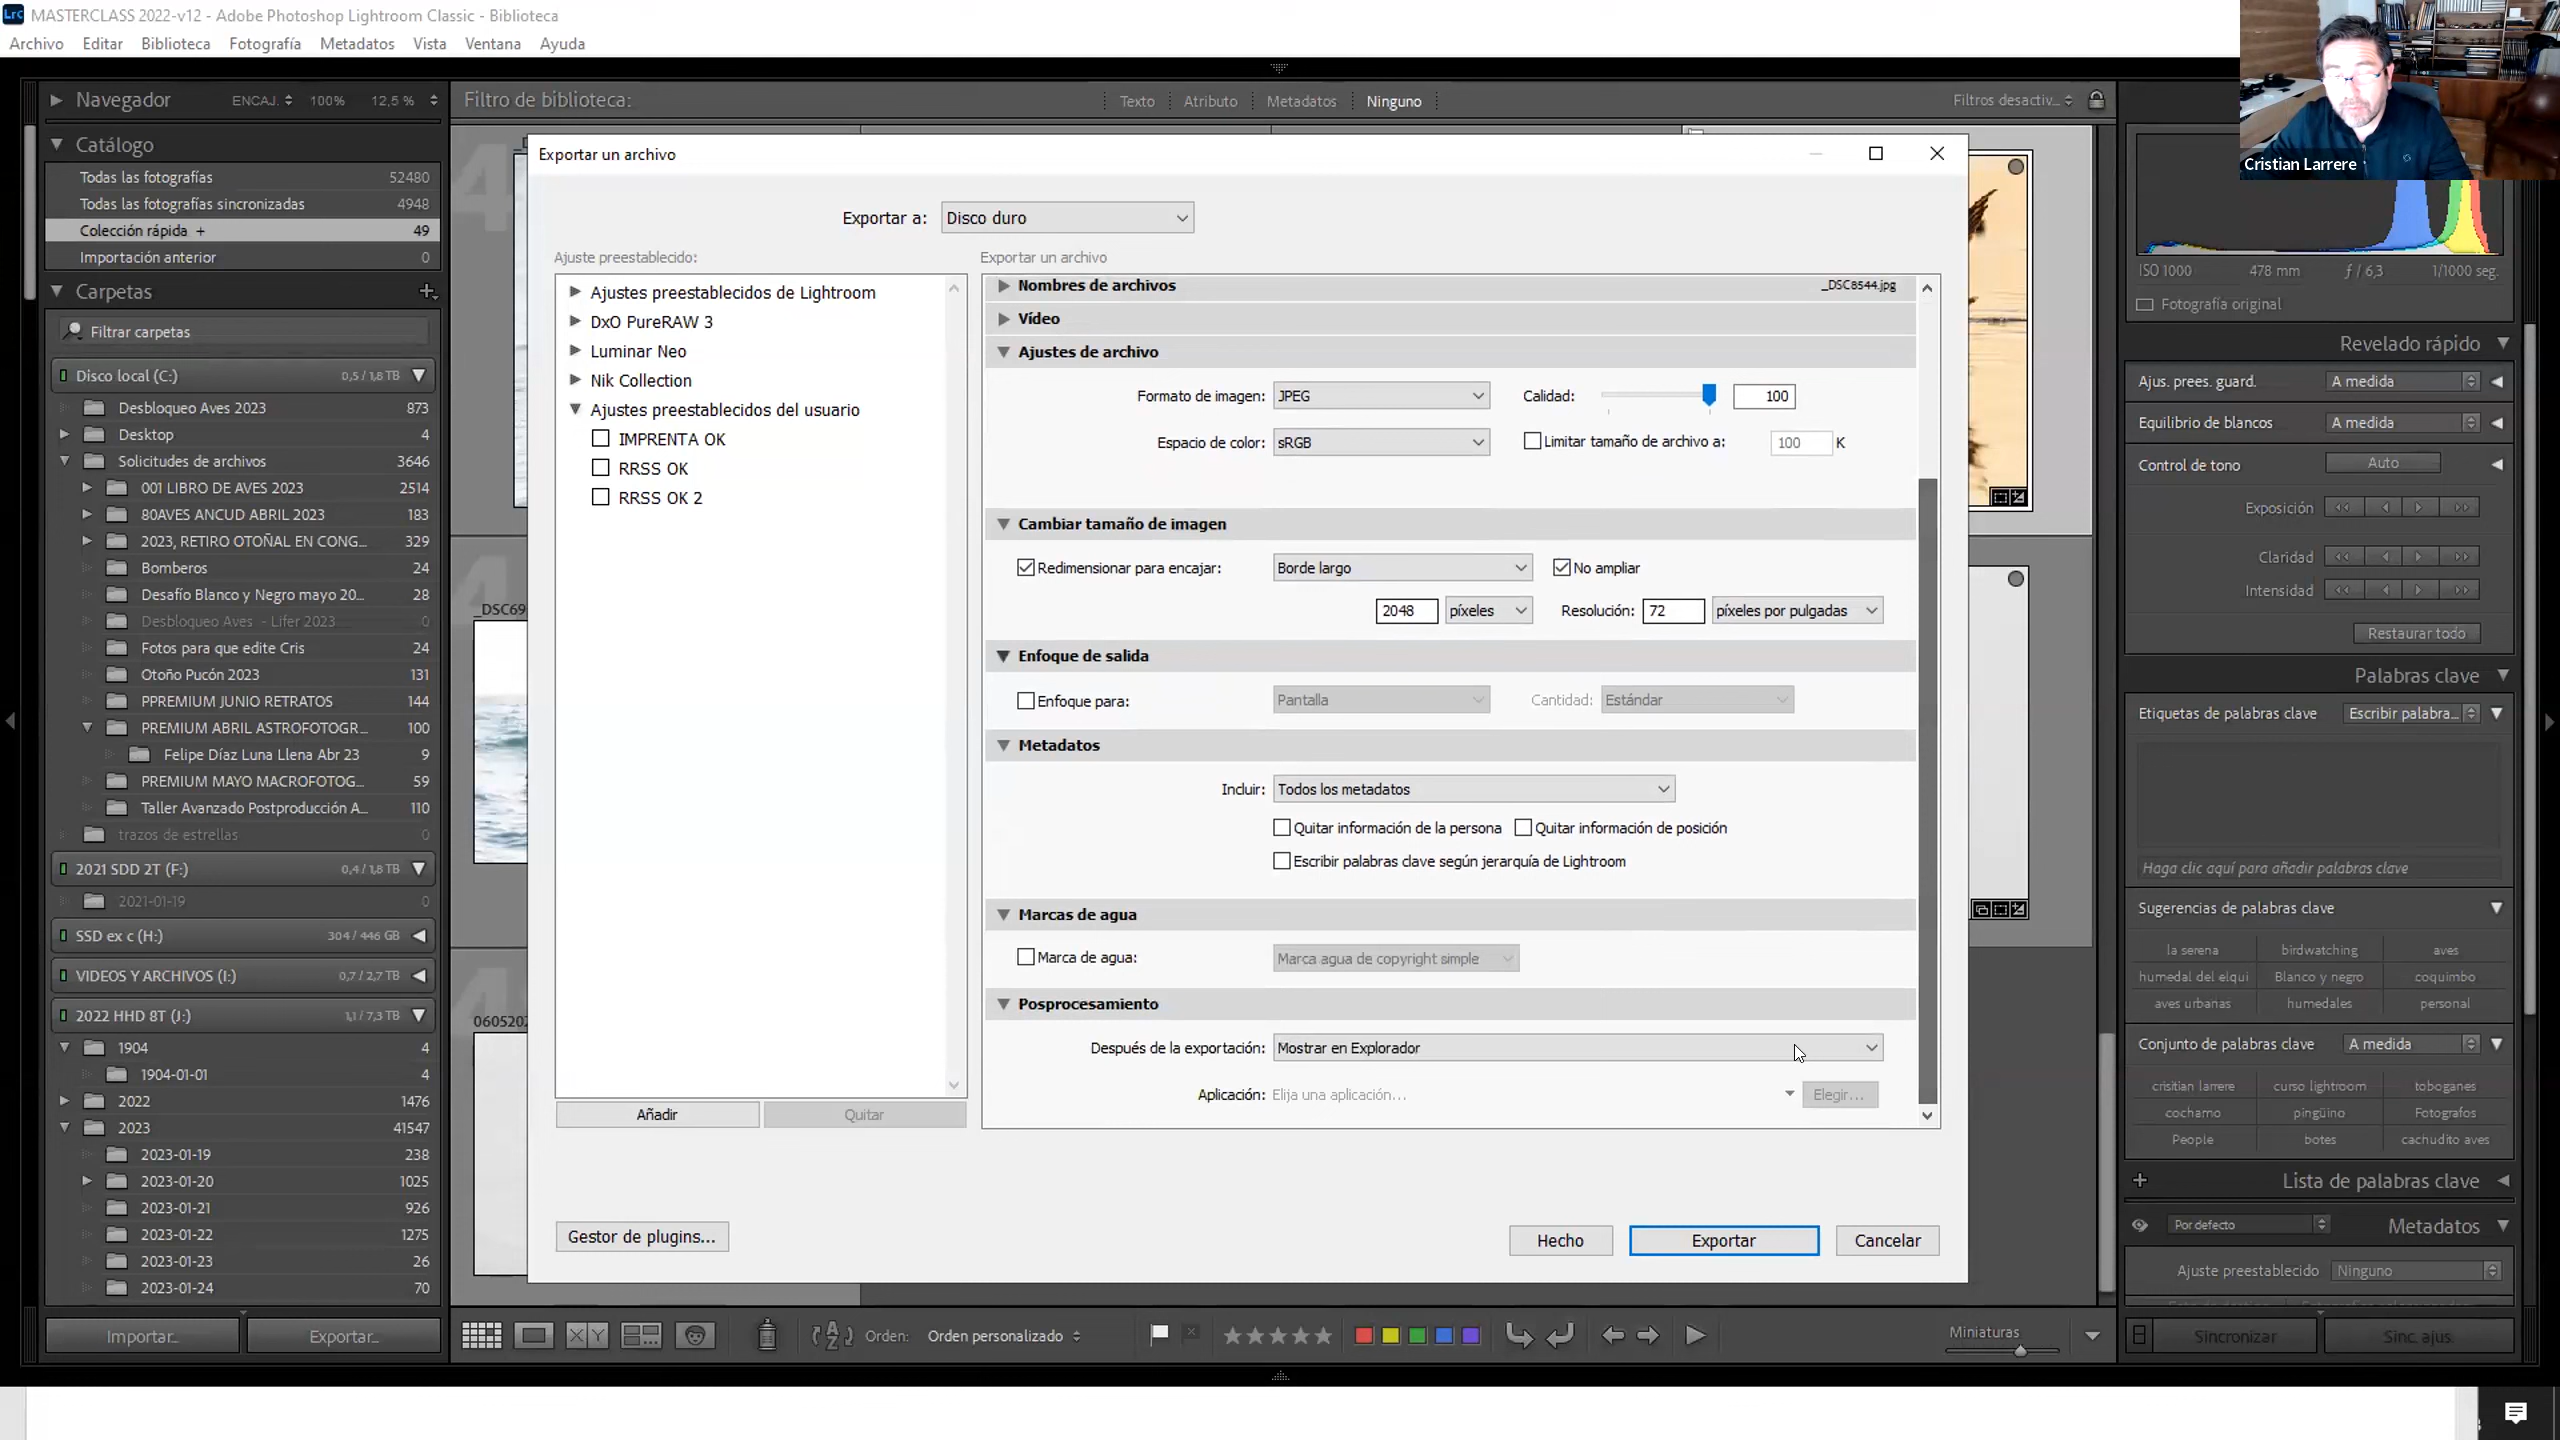 MASTERCLASS 2022-v12 - Adobe Photoshop Lightroom Classic - Biblioteca
Archivo Editar Biblioteca Fotografía Metadatos Vista Ventana Ayuda
Cristian Larrere
Navegador ENCAJ. 100% 12,5 %
Catálogo
Todas las fotografías 52480
Todas las fotografías sincronizadas 4948
Colección rápida + 49
Importación anterior 0
Carpetas
Filtrar carpetas
Disco local (C:) 0,5 / 1,8 TB
Desbloqueo Aves 2023 873
Desktop 4
Solicitudes de archivos 3646
001 LIBRO DE AVES 2023 2514
80AVES ANCUD ABRIL 2023 183
2023, RETIRO OTOÑAL EN CONG... 329
Bomberos 24
Desafío Blanco y Negro mayo 20... 28
Desbloqueo Aves - Lifer 2023 0
Fotos para que edite Cris 24
Otoño Pucón 2023 131
PPREMIUM JUNIO RETRATOS 144
PREMIUM ABRIL ASTROFOTOGR... 100
Felipe Díaz Luna Llena Abr 23 9
PREMIUM MAYO MACROFOTOG... 59
Taller Avanzado Postproducción A... 110
trazos de estrellas 0
2021 SDD 2T (F:) 0,4 / 1,8 TB
2021-01-19 0
SSD ex c (H:) 304 / 446 GB
VIDEOS Y ARCHIVOS (I:) 0,7 / 2,7 TB
2022 HHD 8T (J:) 1,1 / 7,3 TB
1904 4
1904-01-01 4
2022 1476
2023 41547
2023-01-19 238
2023-01-20 1025
2023-01-21 926
2023-01-22 1275
2023-01-23 26
2023-01-24 70
Importar... Exportar...
Filtro de biblioteca: Texto Atributo Metadatos Ninguno Filtros desactiv...
_DSC69
0605202
Exportar un archivo
Exportar a: Disco duro
Ajuste preestablecido:
Ajustes preestablecidos de Lightroom
DxO PureRAW 3
Luminar Neo
Nik Collection
Ajustes preestablecidos del usuario
IMPRENTA OK
RRSS OK
RRSS OK 2
Añadir Quitar
Gestor de plugins...
Exportar un archivo
Nombres de archivos _DSC8544.jpg
Vídeo
Ajustes de archivo
Formato de imagen: JPEG Calidad: 100
Espacio de color: sRGB Limitar tamaño de archivo a: 100 K
Cambiar tamaño de imagen
Redimensionar para encajar: Borde largo No ampliar
2048 píxeles Resolución: 72 píxeles por pulgadas
Enfoque de salida
Enfoque para: Pantalla Cantidad: Estándar
Metadatos
Incluir: Todos los metadatos
Quitar información de la persona Quitar información de posición
Escribir palabras clave según jerarquía de Lightroom
Marcas de agua
Marca de agua: Marca agua de copyright simple
Posprocesamiento
Después de la exportación: Mostrar en Explorador
Aplicación: Elija una aplicación... Elegir...
Hecho Exportar Cancelar
Orden: Orden personalizado Miniaturas
ISO 1000 478 mm ƒ / 6,3 1/1000 seg.
Fotografía original
Revelado rápido
Ajus. prees. guard. A medida
Equilibrio de blancos A medida
Control de tono Auto
Exposición
Claridad
Intensidad
Restaurar todo
Palabras clave
Etiquetas de palabras clave Escribir palabra...
Haga clic aquí para añadir palabras clave
Sugerencias de palabras clave
la serena birdwatching aves
humedal del elqui Blanco y negro coquimbo
aves urbanas humedales personal
Conjunto de palabras clave A medida
crisitian larrere curso lightroom toboganes
cochamo pingüino Fotografos
People botes cachudito aves
Lista de palabras clave
Por defecto Metadatos
Ajuste preestablecido Ninguno
Sincronizar Sinc. ajus.